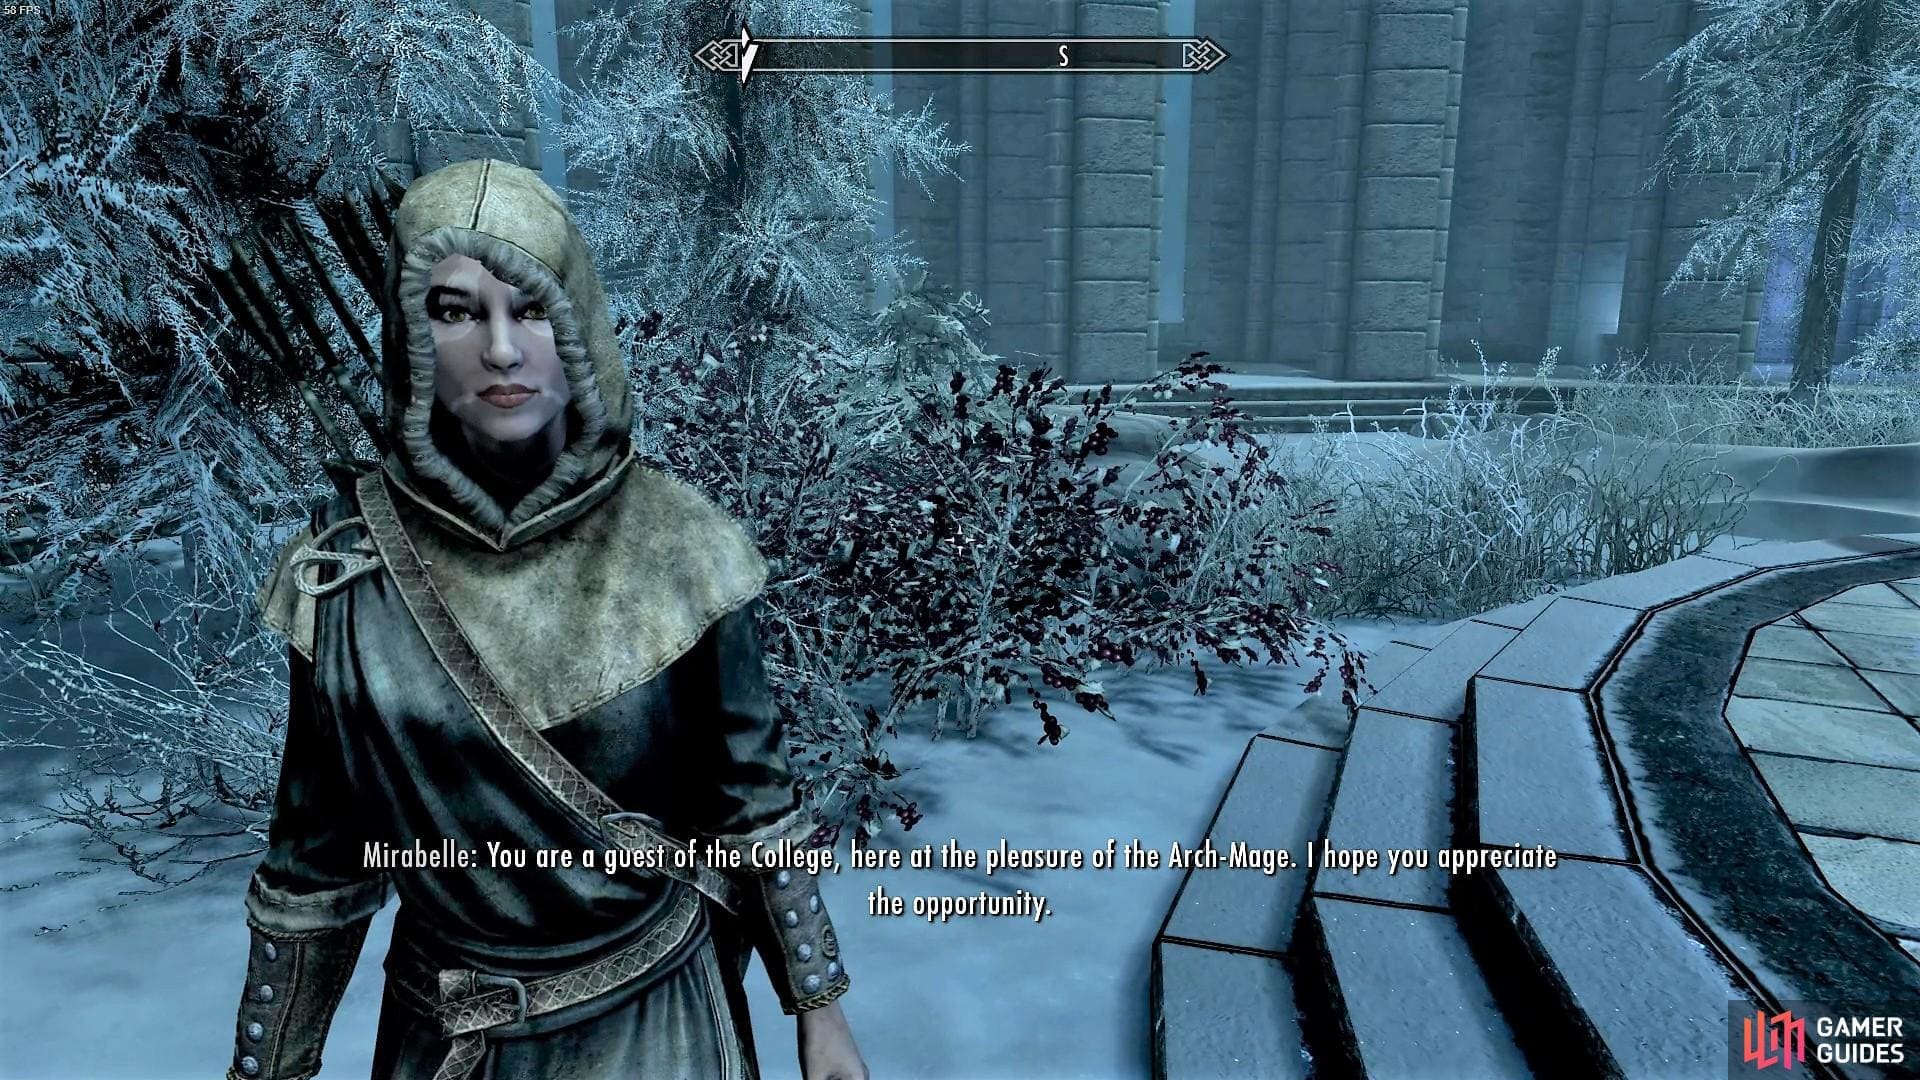 58 FPS
S
Mirabelle: You are a guest of the College, here at the pleasure of the Arch-Mage. I hope you appreciate
the opportunity.
GAMER
GUIDES